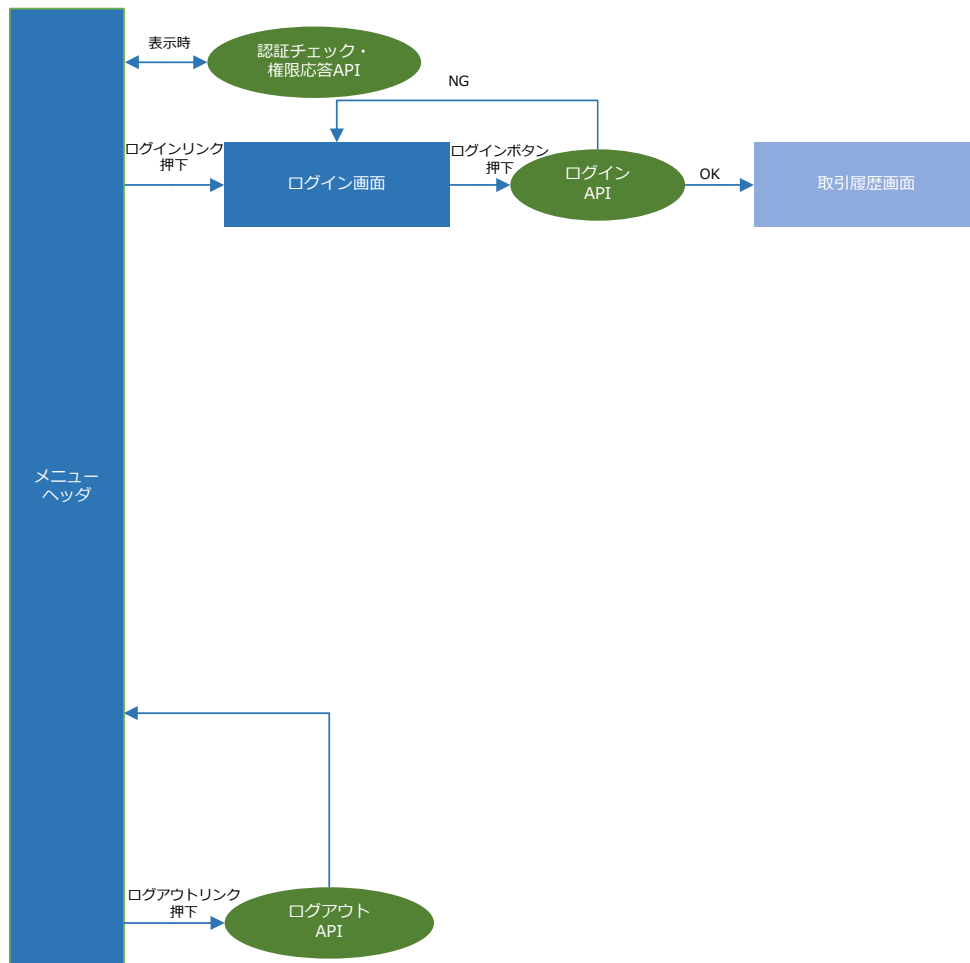 表示時
認証チェック・
権限応答API
NG
ログインリンク
押下
ログイン画面
ログインボタン
押下
ログイン
API
OK
取引履歴画面
メニュー
ヘッダ
ログアウトリンク
押下
ログアウト
API